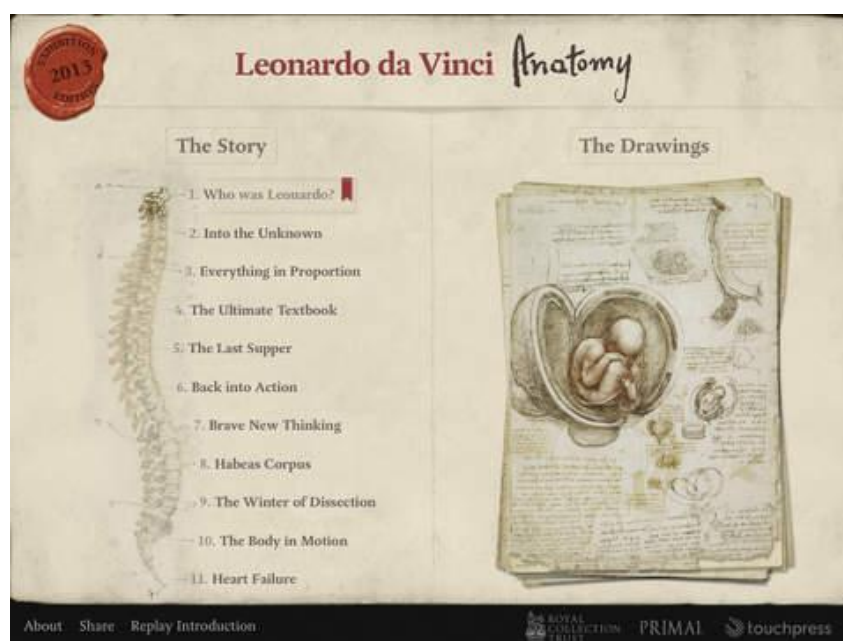 EXHIBITION
2013
EDITION
Leonardo da Vinci Anatomy
The Story
1. Who was Leonardo?
2. Into the Unknown
3. Everything in Proportion
4. The Ultimate Textbook
5. The Last Supper
6. Back into Action
7. Brave New Thinking
8. Habeas Corpus
9. The Winter of Dissection
10. The Body in Motion
11. Heart Failure
The Drawings
About Share Replay Introduction
ROYAL
COLLECTION
TRUST
PRIMAL
touchpress